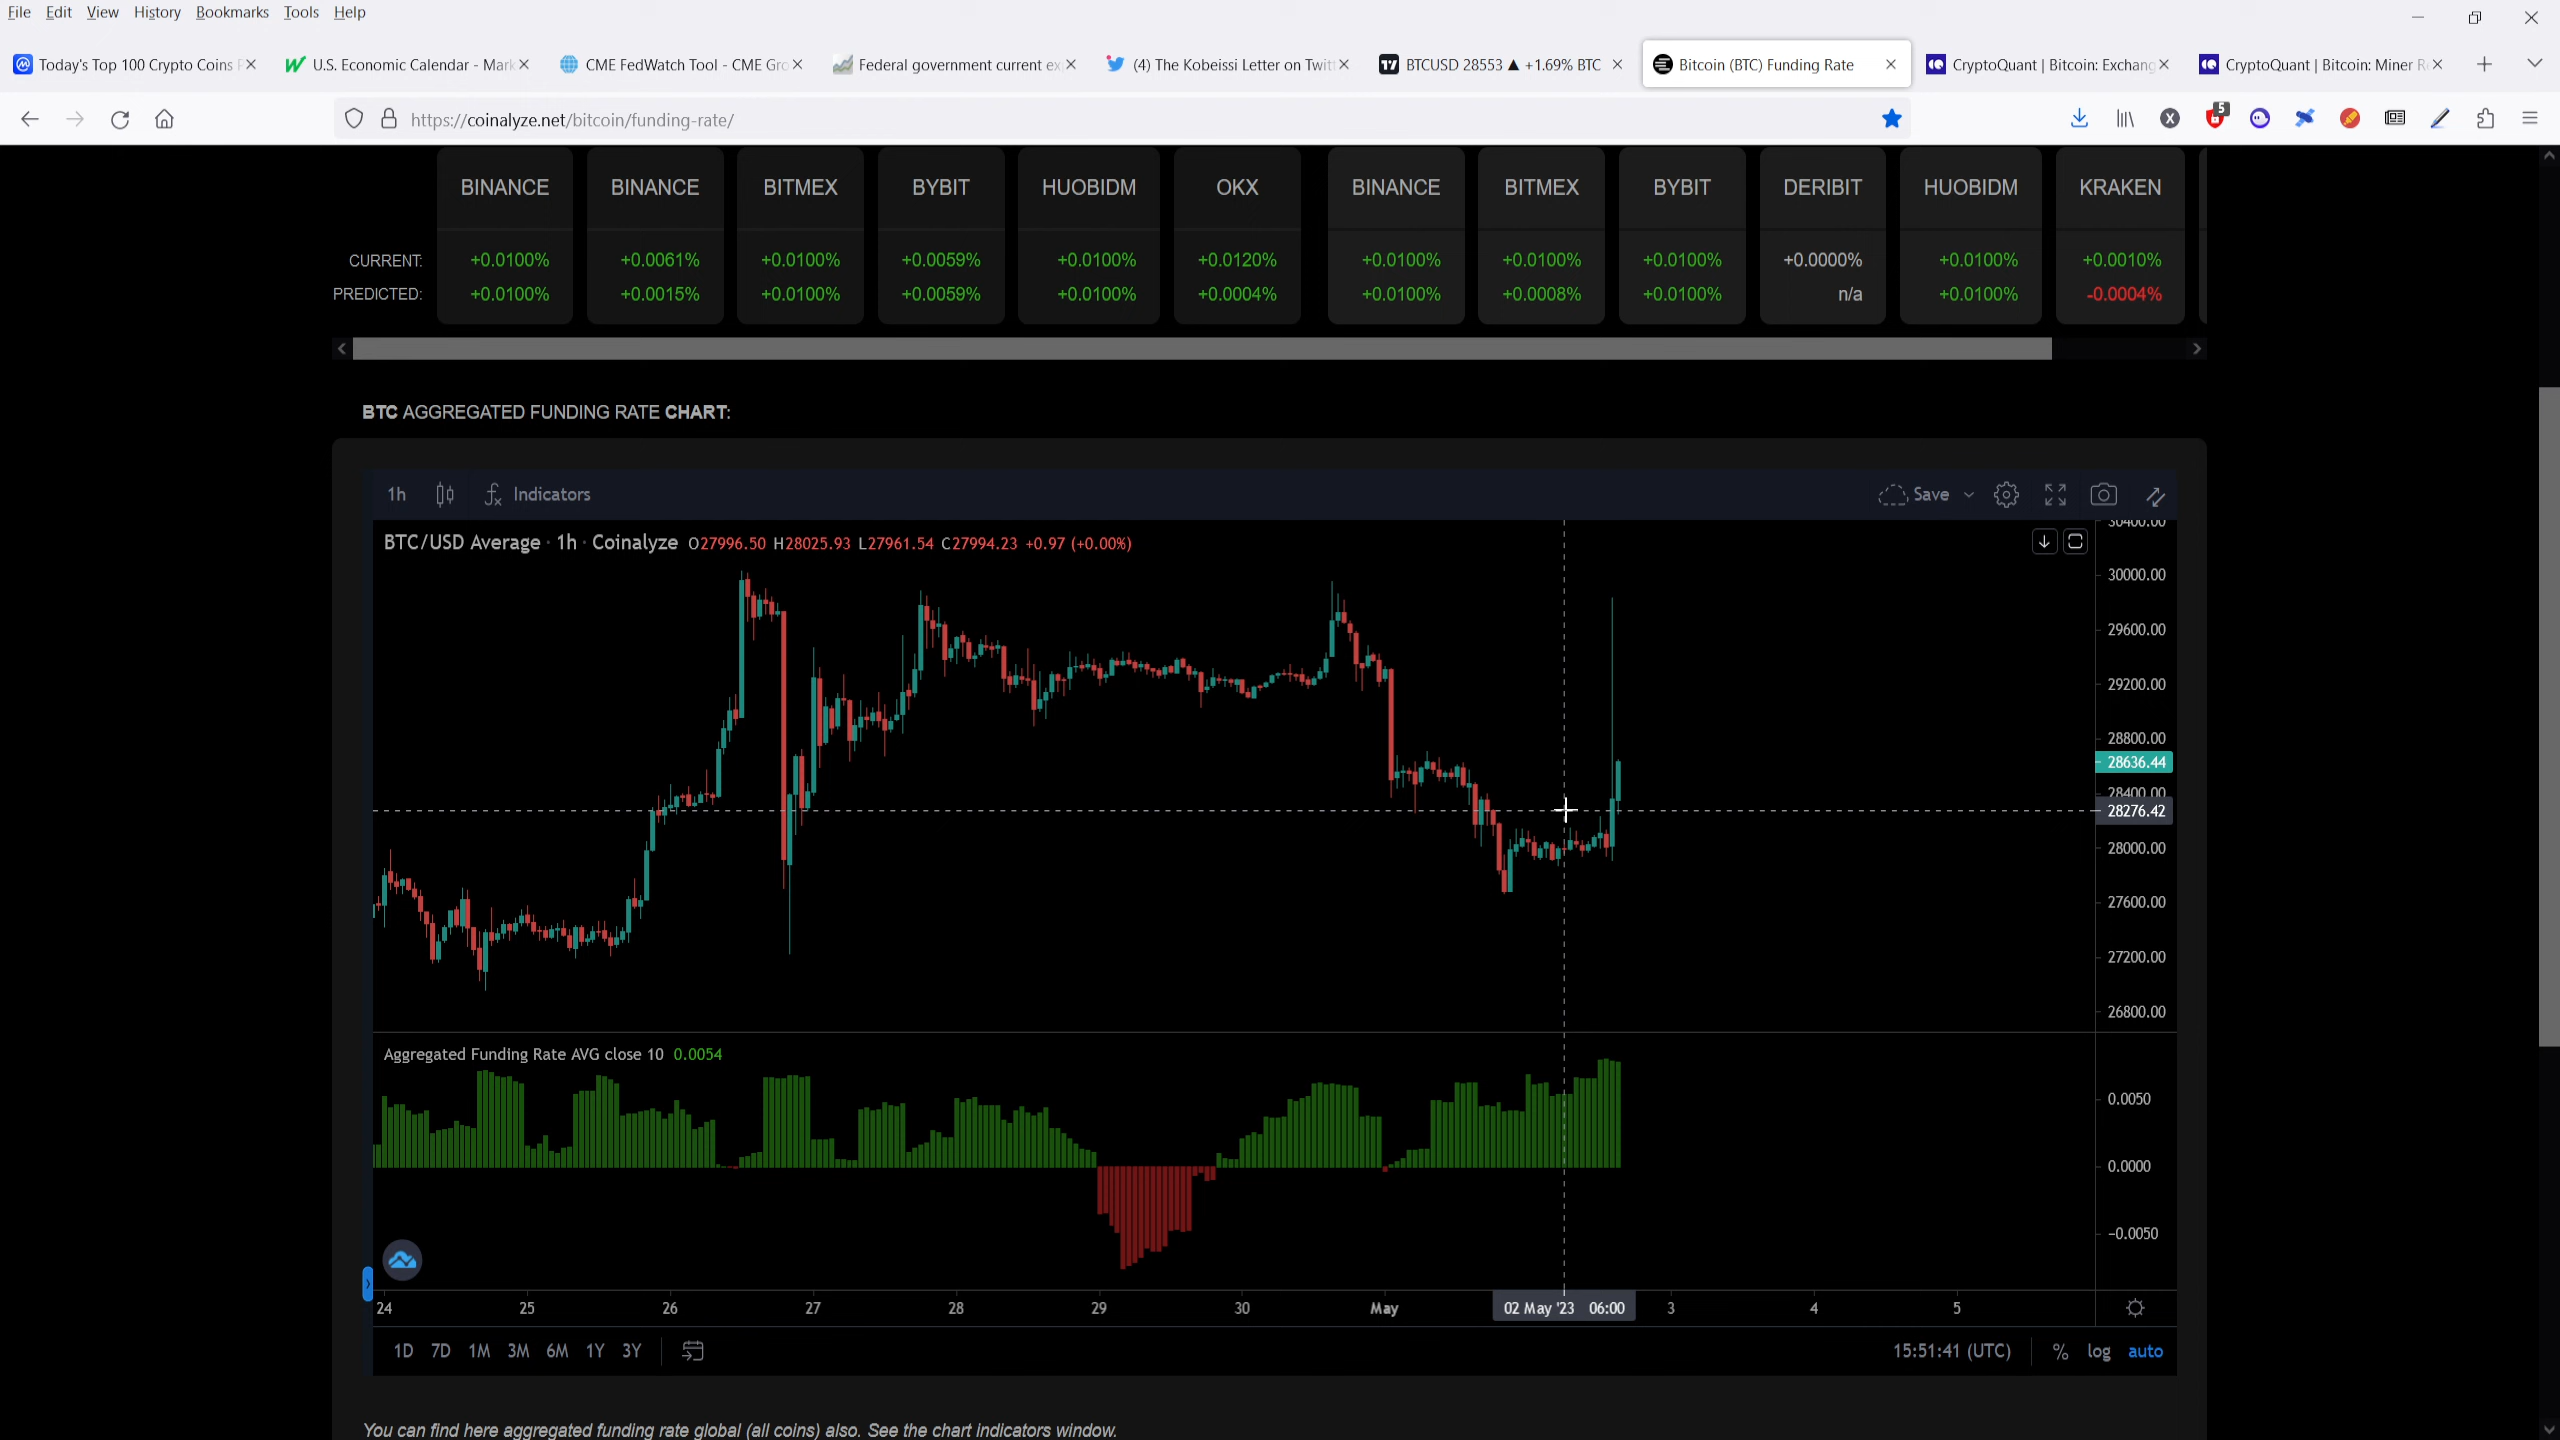 File Edit View History Bookmarks Tools Help
Today's Top 100 Crypto Coins P U.S. Economic Calendar - Mark CME FedWatch Tool - CME Gro Federal government current ex (4) The Kobeissi Letter on Twitt BTCUSD 28553 ▲ +1.69% BTC Bitcoin (BTC) Funding Rate CryptoQuant | Bitcoin: Exchang CryptoQuant | Bitcoin: Miner R
https://coinalyze.net/bitcoin/funding-rate/ 5
BINANCE BINANCE BITMEX BYBIT HUOBIDM OKX BINANCE BITMEX BYBIT DERIBIT HUOBIDM KRAKEN
CURRENT: +0.0100% +0.0061% +0.0100% +0.0059% +0.0100% +0.0120% +0.0100% +0.0100% +0.0100% +0.0000% +0.0100% +0.0010%
PREDICTED: +0.0100% +0.0015% +0.0100% +0.0059% +0.0100% +0.0004% +0.0100% +0.0008% +0.0100% n/a +0.0100% -0.0004%
BTC AGGREGATED FUNDING RATE CHART:
1h Indicators Save
BTC/USD Average · 1h · Coinalyze O27996.50 H28025.93 L27961.54 C27994.23 +0.97 (+0.00%)
30400.00
30000.00
29600.00
29200.00
28800.00
28636.44
28400.00
28276.42
28000.00
27600.00
27200.00
26800.00
Aggregated Funding Rate AVG close 10 0.0054
0.0050
0.0000
-0.0050
24 25 26 27 28 29 30 May 02 May '23 06:00 3 4 5
1D 7D 1M 3M 6M 1Y 3Y 15:51:41 (UTC) % log auto
You can find here aggregated funding rate global (all coins) also. See the chart indicators window.